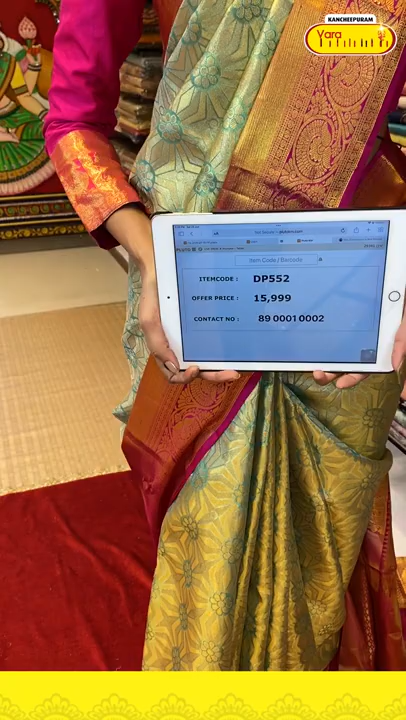 KANCHEEPURAM
Yara
Item Code / Barcode
ITEMCODE : DP552
OFFER PRICE : 15,999
CONTACT NO : 89 0001 0002